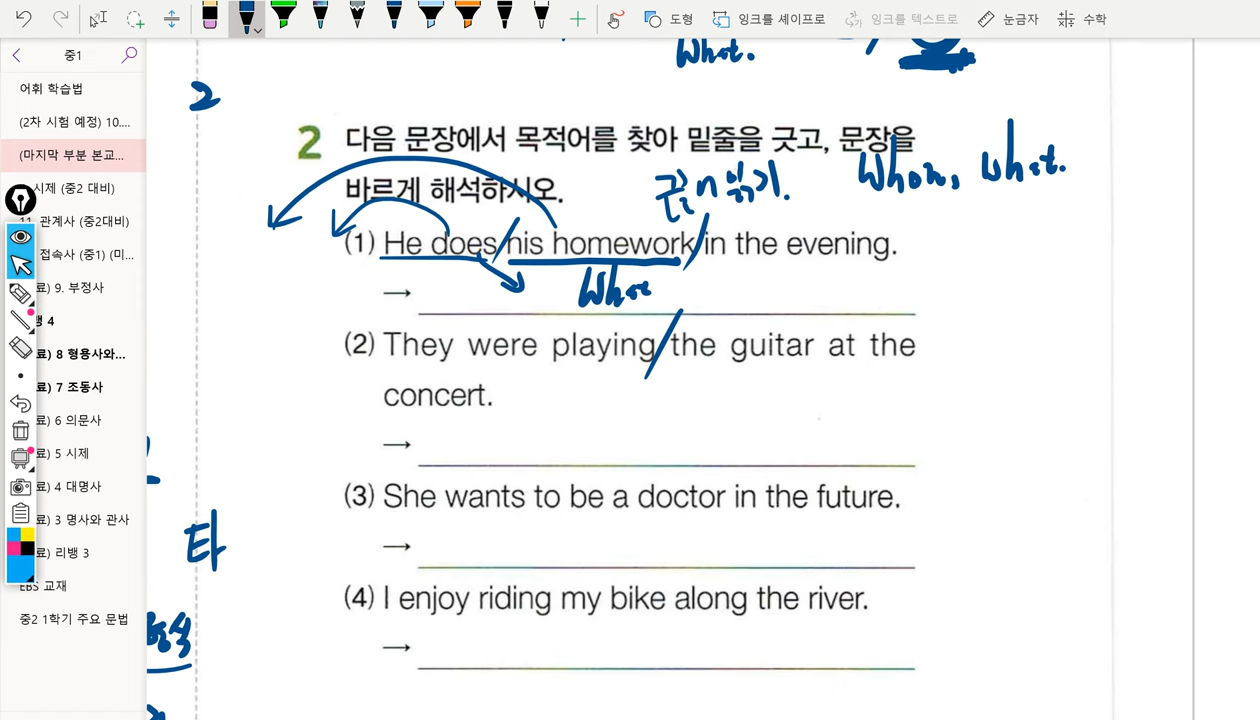 도형
잉크를 셰이프로
잉크를 텍스트로
눈금자
수학
중1
어휘 학습법
(2차 시험 예정) 10....
(마지막 부분 본교...
시제 (중2 대비)
관계사 (중2대비)
접속사 (중1) (미...
료) 9. 부정사
뱅 4
료) 8 형용사와...
료) 7 조동사
료) 6 의문사
료) 5 시제
료) 4 대명사
료) 3 명사와 관사
료) 리뱅 3
EBS 교재
중2 1학기 주요 문법
What.
2
2 다음 문장에서 목적어를 찾아 밑줄을 긋고, 문장을
바르게 해석하시오.
끊어 읽기.
Whom, What.
(1) He does / his homework / in the evening.
What
→
(2) They were playing / the guitar at the
concert.
→
(3) She wants to be a doctor in the future.
→
타
(4) I enjoy riding my bike along the river.
→